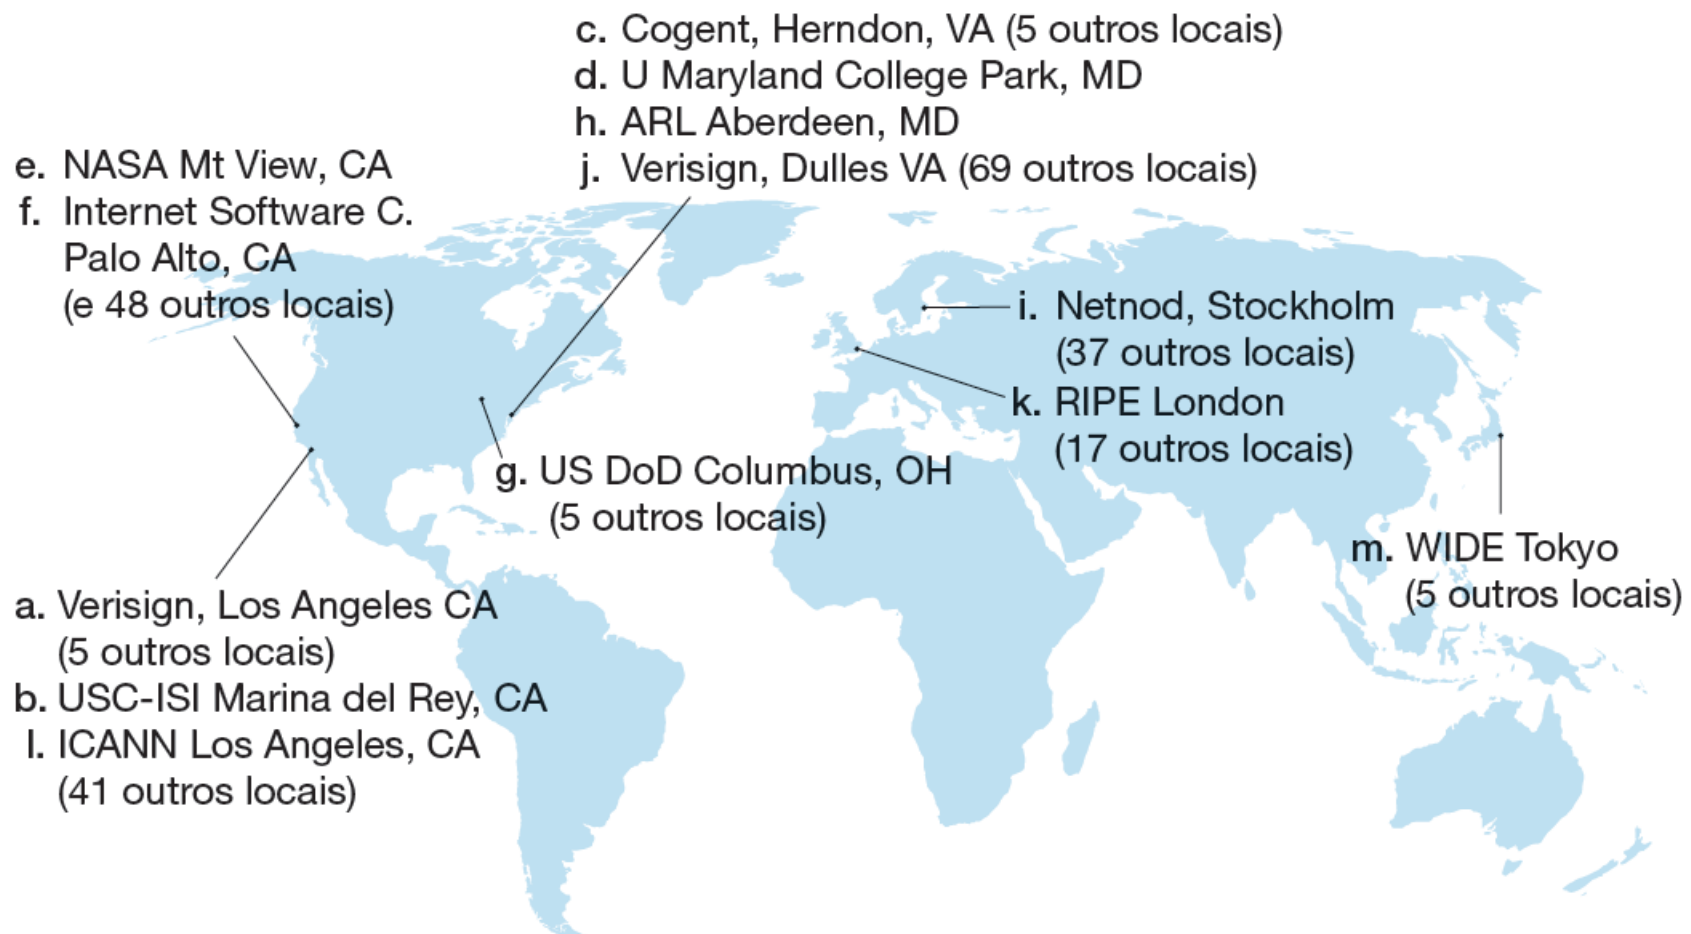 c. Cogent, Herndon, VA (5 outros locais)
d. U Maryland College Park, MD
h. ARL Aberdeen, MD
j. Verisign, Dulles VA (69 outros locais)
e. NASA Mt View, CA
f. Internet Software C.
Palo Alto, CA
(e 48 outros locais)
i. Netnod, Stockholm
(37 outros locais)
k. RIPE London
(17 outros locais)
g. US DoD Columbus, OH
(5 outros locais)
m. WIDE Tokyo
(5 outros locais)
a. Verisign, Los Angeles CA
(5 outros locais)
b. USC-ISI Marina del Rey, CA
l. ICANN Los Angeles, CA
(41 outros locais)